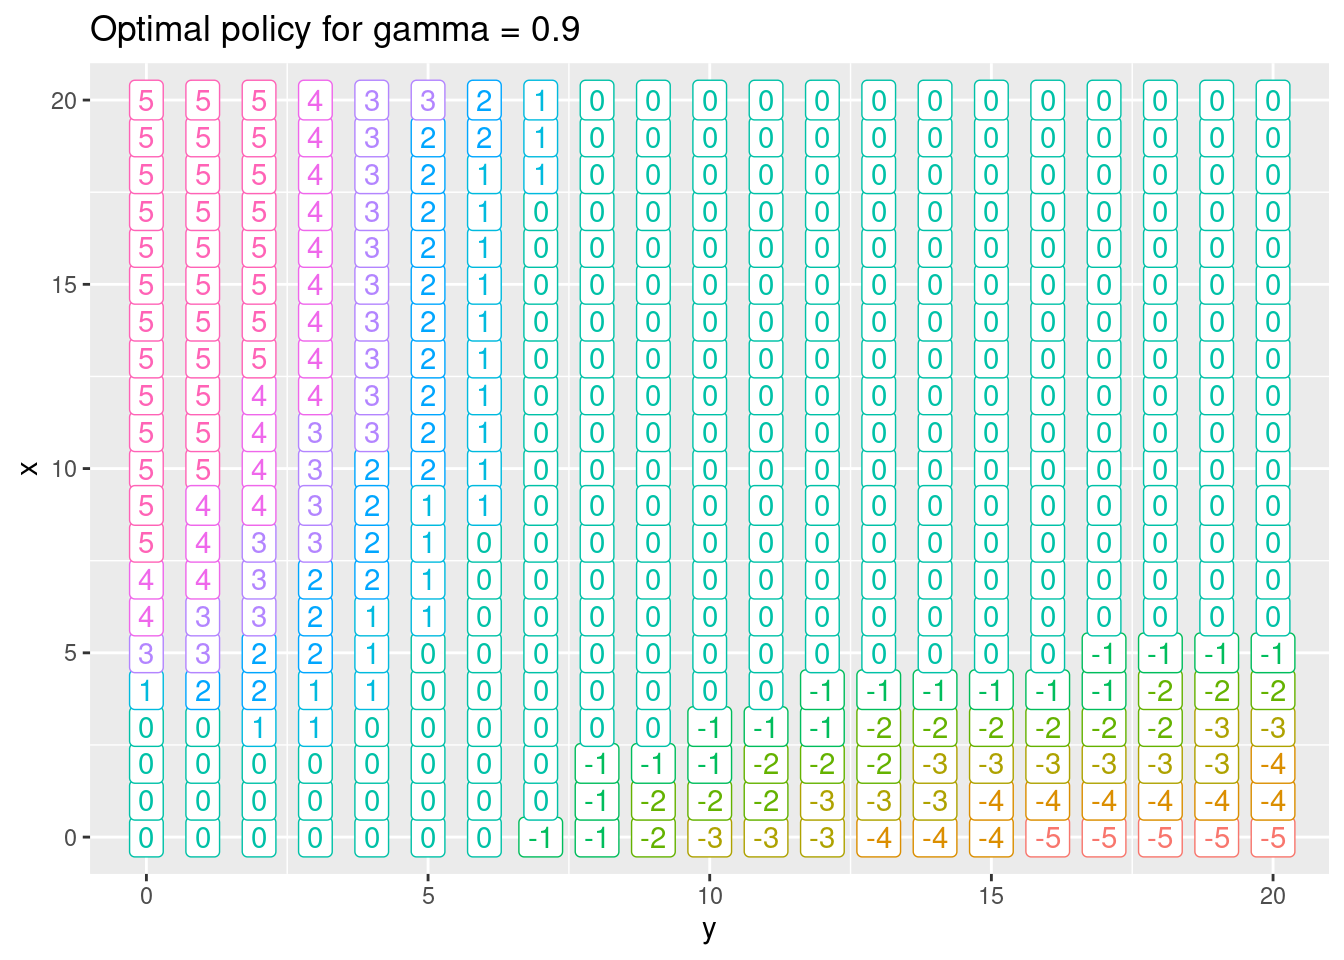 Optimal policy for gamma = 0.9
20 5 5 5 4 3 3 2 1 0 0 0 0 0 0 0 0 0 0 0 0 0
5 5 5 4 3 2 2 1 0 0 0 0 0 0 0 0 0 0 0 0 0
5 5 5 4 3 2 1 1 0 0 0 0 0 0 0 0 0 0 0 0 0
5 5 5 4 3 2 1 0 0 0 0 0 0 0 0 0 0 0 0 0 0
5 5 5 4 3 2 1 0 0 0 0 0 0 0 0 0 0 0 0 0 0
15 5 5 5 4 3 2 1 0 0 0 0 0 0 0 0 0 0 0 0 0 0
5 5 5 4 3 2 1 0 0 0 0 0 0 0 0 0 0 0 0 0 0
5 5 5 4 3 2 1 0 0 0 0 0 0 0 0 0 0 0 0 0 0
5 5 4 4 3 2 1 0 0 0 0 0 0 0 0 0 0 0 0 0 0
5 5 4 3 3 2 1 0 0 0 0 0 0 0 0 0 0 0 0 0 0
x 10 5 5 4 3 2 2 1 0 0 0 0 0 0 0 0 0 0 0 0 0 0
5 4 4 3 2 1 1 0 0 0 0 0 0 0 0 0 0 0 0 0 0
5 4 3 3 2 1 0 0 0 0 0 0 0 0 0 0 0 0 0 0 0
4 4 3 2 2 1 0 0 0 0 0 0 0 0 0 0 0 0 0 0 0
4 3 3 2 1 1 0 0 0 0 0 0 0 0 0 0 0 0 0 0 0
5 3 3 2 2 1 0 0 0 0 0 0 0 0 0 0 0 0 -1 -1 -1 -1
1 2 2 1 1 0 0 0 0 0 0 0 -1 -1 -1 -1 -1 -1 -2 -2 -2
0 0 1 1 0 0 0 0 0 0 -1 -1 -1 -2 -2 -2 -2 -2 -2 -3 -3
0 0 0 0 0 0 0 0 -1 -1 -1 -2 -2 -2 -3 -3 -3 -3 -3 -3 -4
0 0 0 0 0 0 0 0 -1 -2 -2 -2 -3 -3 -3 -4 -4 -4 -4 -4 -4
0 0 0 0 0 0 0 0 -1 -1 -2 -3 -3 -3 -4 -4 -4 -5 -5 -5 -5 -5
0 5 10 15 20
y